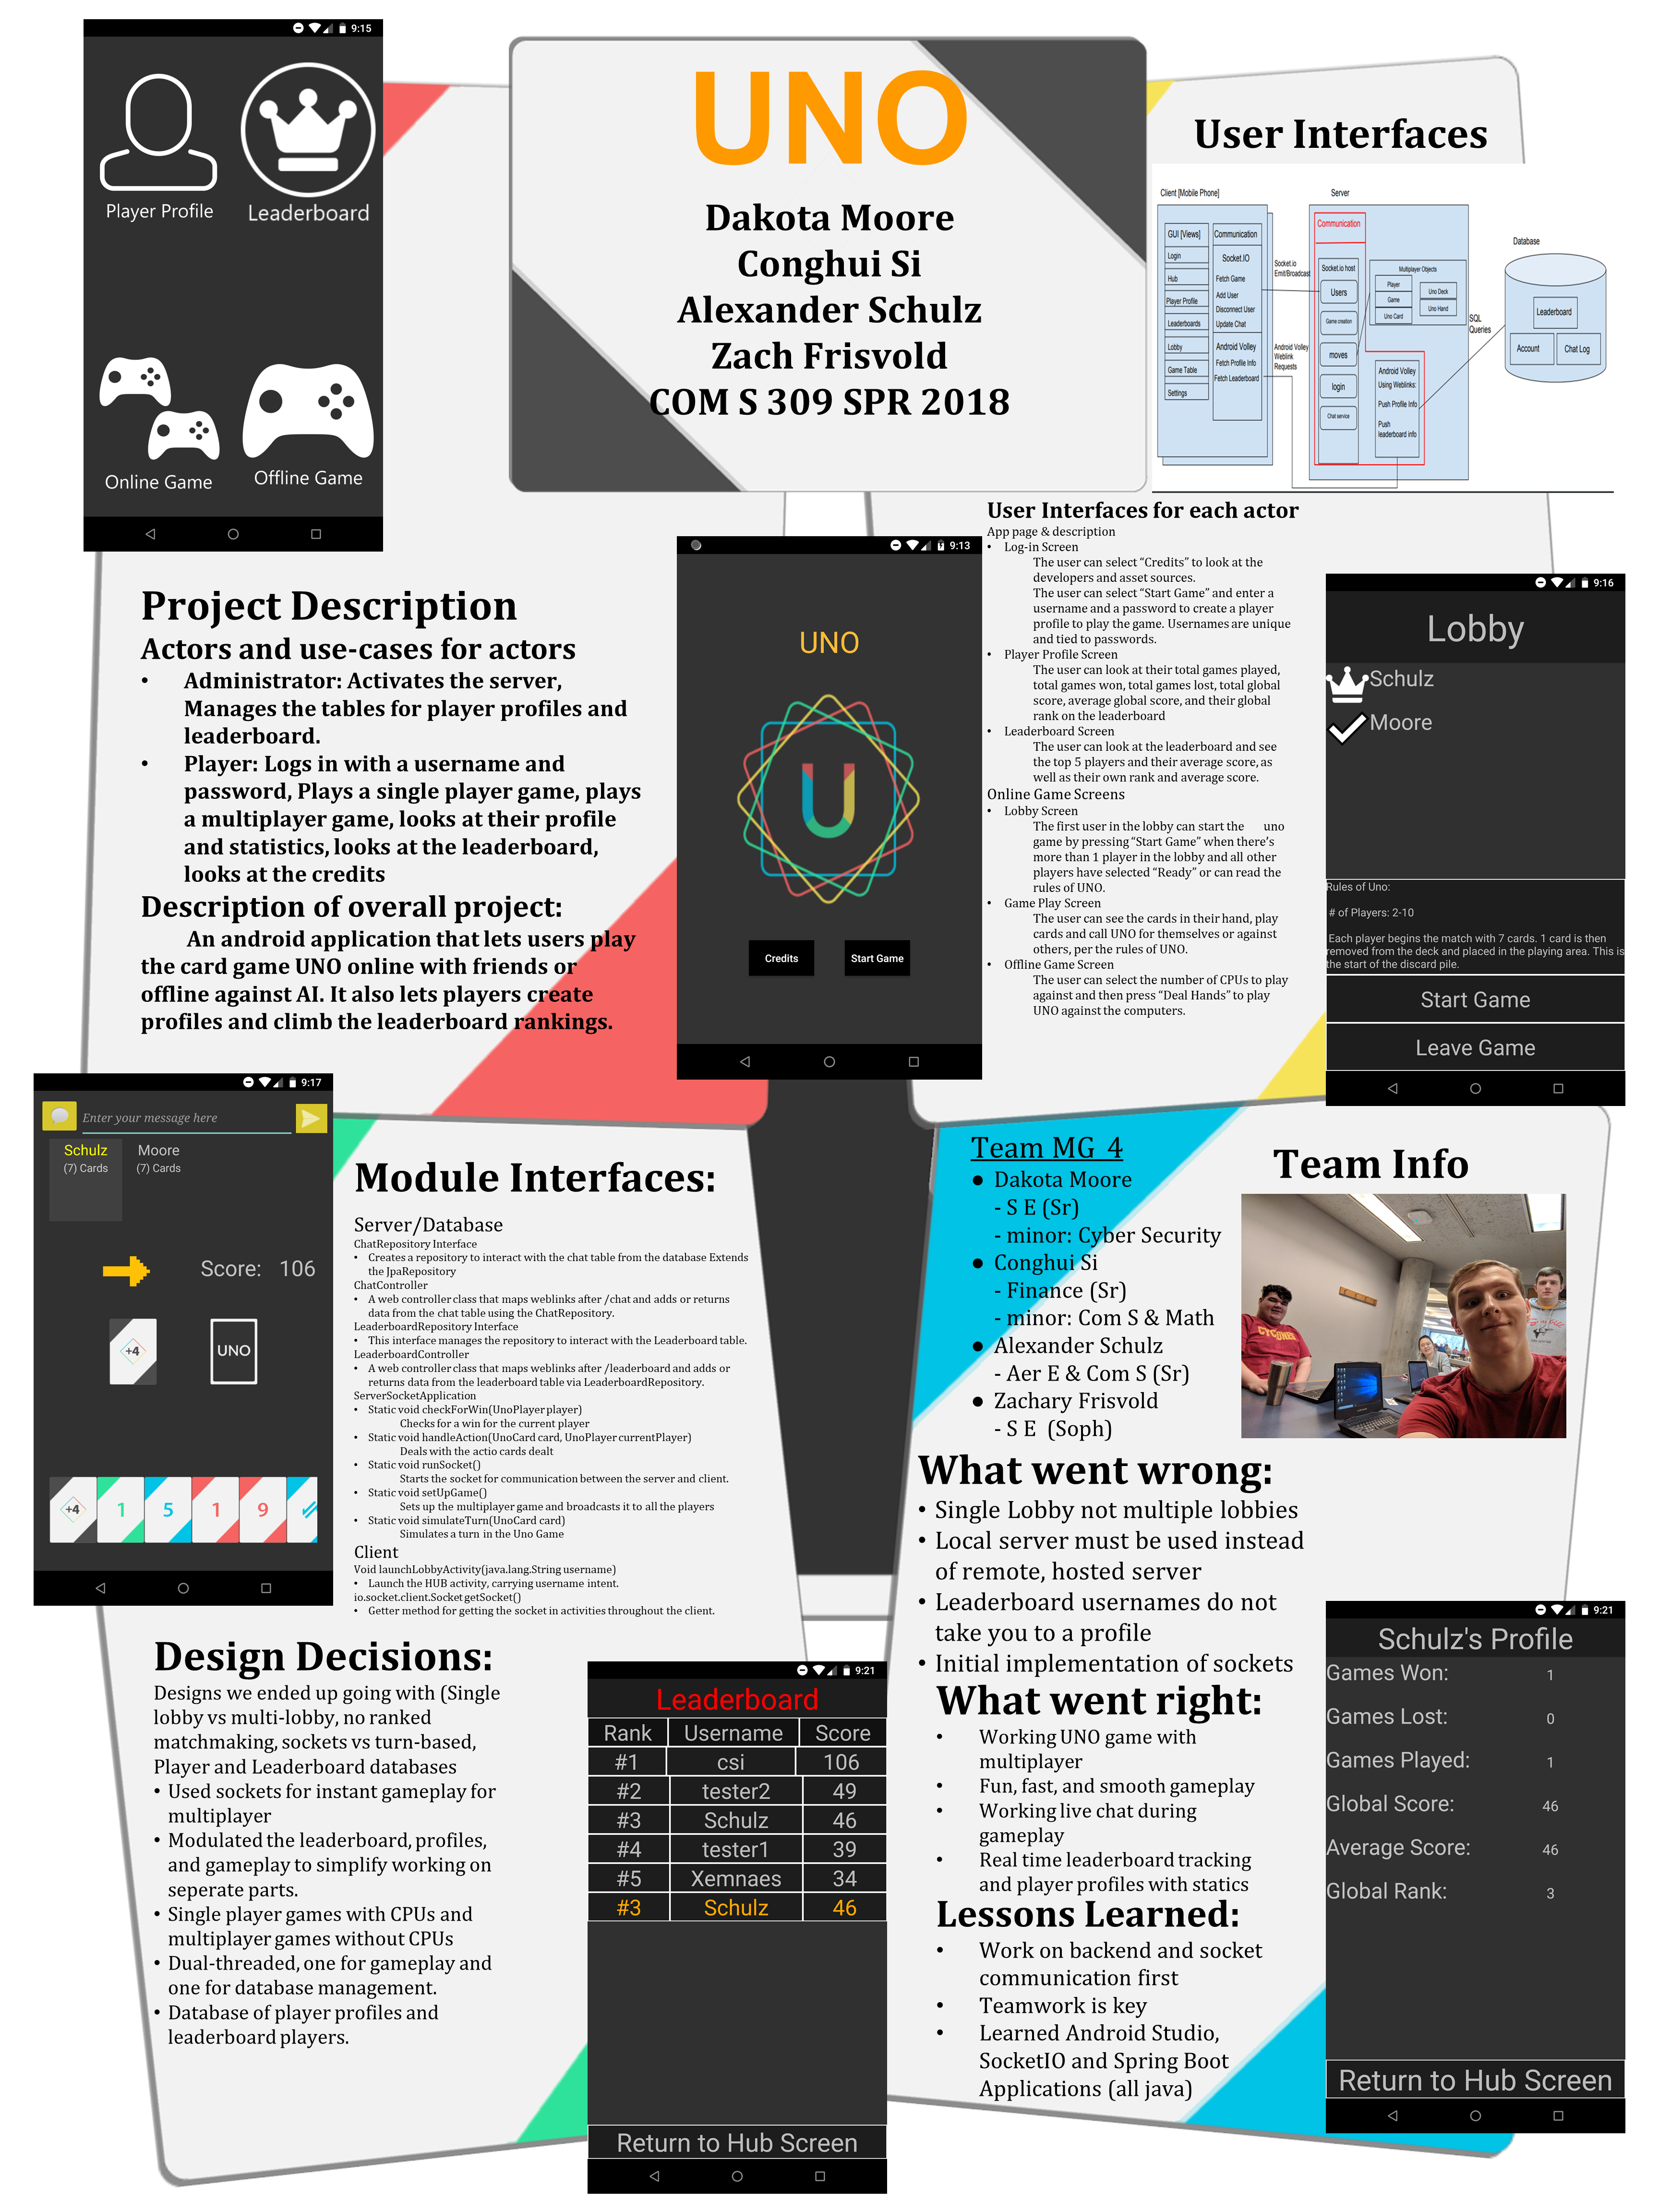 9:15
Player Profile
Leaderboard
Online Game
Offline Game
UNO
Dakota Moore
Conghui Si
Alexander Schulz
Zach Frisvold
COM S 309 SPR 2018
User Interfaces
Client [Mobile Phone]
GUI [Views]
Login
Hub
Player Profile
Leaderboards
Lobby
Game Table
Settings
Communication
Socket.IO
Fetch Game
Add User
Disconnect User
Update Chat
Android Volley
Fetch Profile Info
Fetch Leaderboard
Socket.io
Emit/Broadcast
Android Volley
Weblink
Requests
Server
Communication
Socket.io host
Users
Game creation
moves
login
Chat service
Multiplayer Objects
Player
Game
Uno Card
Uno Deck
Uno Hand
Android Volley
Using Weblinks:
Push Profile Info
Push
leaderboard info
SQL
Queries
Database
Leaderboard
Account
Chat Log
Project Description
Actors and use-cases for actors
• Administrator: Activates the server,
Manages the tables for player profiles and
leaderboard.
• Player: Logs in with a username and
password, Plays a single player game, plays
a multiplayer game, looks at their profile
and statistics, looks at the leaderboard,
looks at the credits
Description of overall project:
An android application that lets users play
the card game UNO online with friends or
offline against AI. It also lets players create
profiles and climb the leaderboard rankings.
9:13
UNO
U
Credits
Start Game
User Interfaces for each actor
App page & description
• Log-in Screen
The user can select “Credits” to look at the
developers and asset sources.
The user can select “Start Game” and enter a
username and a password to create a player
profile to play the game. Usernames are unique
and tied to passwords.
• Player Profile Screen
The user can look at their total games played,
total games won, total games lost, total global
score, average global score, and their global
rank on the leaderboard
• Leaderboard Screen
The user can look at the leaderboard and see
the top 5 players and their average score, as
well as their own rank and average score.
Online Game Screens
• Lobby Screen
The first user in the lobby can start the uno
game by pressing “Start Game” when there’s
more than 1 player in the lobby and all other
players have selected “Ready” or can read the
rules of UNO.
• Game Play Screen
The user can see the cards in their hand, play
cards and call UNO for themselves or against
others, per the rules of UNO.
• Offline Game Screen
The user can select the number of CPUs to play
against and then press “Deal Hands” to play
UNO against the computers.
9:16
Lobby
Schulz
Moore
Rules of Uno:
# of Players: 2-10
Each player begins the match with 7 cards. 1 card is then
removed from the deck and placed in the playing area. This is
the start of the discard pile.
Start Game
Leave Game
9:17
Enter your message here
Schulz
(7) Cards
Moore
(7) Cards
Score: 106
+4
UNO
+4 1 5 1 9
Module Interfaces:
Server/Database
ChatRepository Interface
• Creates a repository to interact with the chat table from the database Extends
the JpaRepository
ChatController
• A web controller class that maps weblinks after /chat and adds or returns
data from the chat table using the ChatRepository.
LeaderboardRepository Interface
• This interface manages the repository to interact with the Leaderboard table.
LeaderboardController
• A web controller class that maps weblinks after /leaderboard and adds or
returns data from the leaderboard table via LeaderboardRepository.
ServerSocketApplication
• Static void checkForWin(UnoPlayer player)
Checks for a win for the current player
• Static void handleAction(UnoCard card, UnoPlayer currentPlayer)
Deals with the actio cards dealt
• Static void runSocket()
Starts the socket for communication between the server and client.
• Static void setUpGame()
Sets up the multiplayer game and broadcasts it to all the players
• Static void simulateTurn(UnoCard card)
Simulates a turn in the Uno Game
Client
Void launchLobbyActivity(java.lang.String username)
• Launch the HUB activity, carrying username intent.
io.socket.client.Socket getSocket()
• Getter method for getting the socket in activities throughout the client.
Team MG_4
● Dakota Moore
- S E (Sr)
- minor: Cyber Security
● Conghui Si
- Finance (Sr)
- minor: Com S & Math
● Alexander Schulz
- Aer E & Com S (Sr)
● Zachary Frisvold
- S E (Soph)
Team Info
What went wrong:
• Single Lobby not multiple lobbies
• Local server must be used instead
of remote, hosted server
• Leaderboard usernames do not
take you to a profile
• Initial implementation of sockets
What went right:
• Working UNO game with
multiplayer
• Fun, fast, and smooth gameplay
• Working live chat during
gameplay
• Real time leaderboard tracking
and player profiles with statics
Lessons Learned:
• Work on backend and socket
communication first
• Teamwork is key
• Learned Android Studio,
SocketIO and Spring Boot
Applications (all java)
Design Decisions:
Designs we ended up going with (Single
lobby vs multi-lobby, no ranked
matchmaking, sockets vs turn-based,
Player and Leaderboard databases
• Used sockets for instant gameplay for
multiplayer
• Modulated the leaderboard, profiles,
and gameplay to simplify working on
seperate parts.
• Single player games with CPUs and
multiplayer games without CPUs
• Dual-threaded, one for gameplay and
one for database management.
• Database of player profiles and
leaderboard players.
9:21
Leaderboard
Rank Username Score
#1 csi 106
#2 tester2 49
#3 Schulz 46
#4 tester1 39
#5 Xemnaes 34
#3 Schulz 46
Return to Hub Screen
9:21
Schulz's Profile
Games Won: 1
Games Lost: 0
Games Played: 1
Global Score: 46
Average Score: 46
Global Rank: 3
Return to Hub Screen